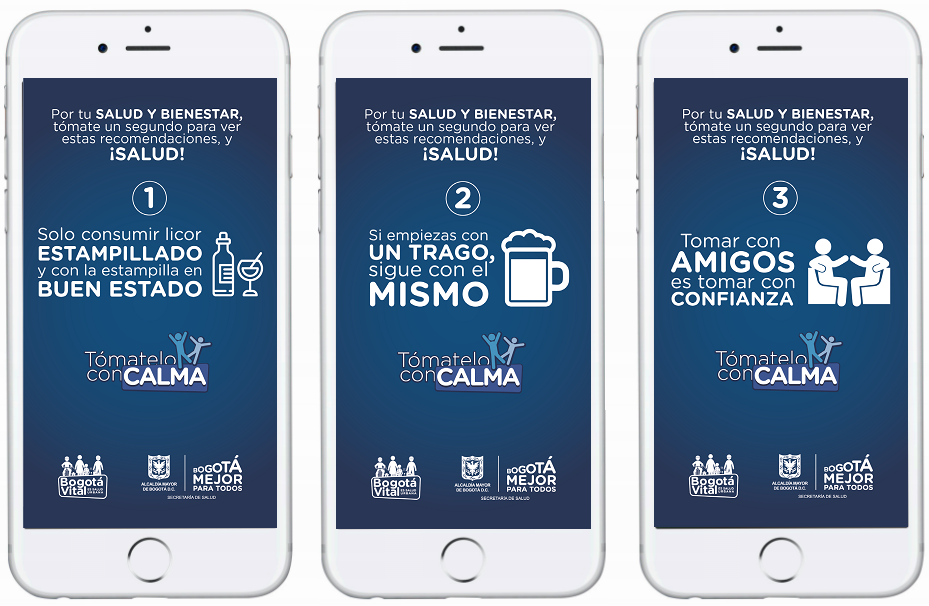 Por tu SALUD Y BIENESTAR,
tómate un segundo para ver
estas recomendaciones, y
¡SALUD!
1
Solo consumir licor
ESTAMPILLADO
y con la estampilla en
BUEN ESTADO
Tómatelo
con CALMA
Bogotá
Vital
ALCALDÍA MAYOR
DE BOGOTÁ D.C.
SECRETARÍA DE SALUD
BOGOTÁ
MEJOR
PARA TODOS
Por tu SALUD Y BIENESTAR,
tómate un segundo para ver
estas recomendaciones, y
¡SALUD!
2
Si empiezas con
UN TRAGO,
sigue con el
MISMO
Tómatelo
con CALMA
Bogotá
Vital
ALCALDÍA MAYOR
DE BOGOTÁ D.C.
SECRETARÍA DE SALUD
BOGOTÁ
MEJOR
PARA TODOS
Por tu SALUD Y BIENESTAR,
tómate un segundo para ver
estas recomendaciones, y
¡SALUD!
3
Tomar con
AMIGOS
es tomar con
CONFIANZA
Tómatelo
con CALMA
Bogotá
Vital
ALCALDÍA MAYOR
DE BOGOTÁ D.C.
SECRETARÍA DE SALUD
BOGOTÁ
MEJOR
PARA TODOS